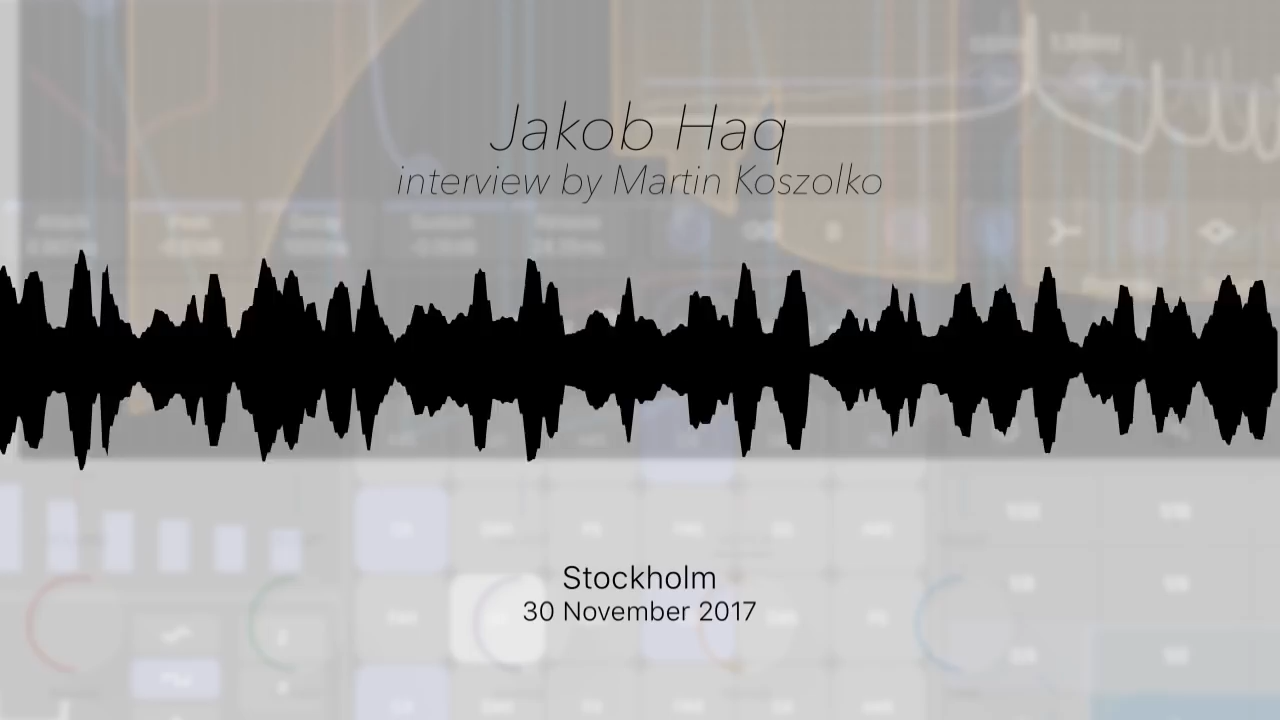 Jakob Haq
interview by Martin Koszolko
Stockholm
30 November 2017